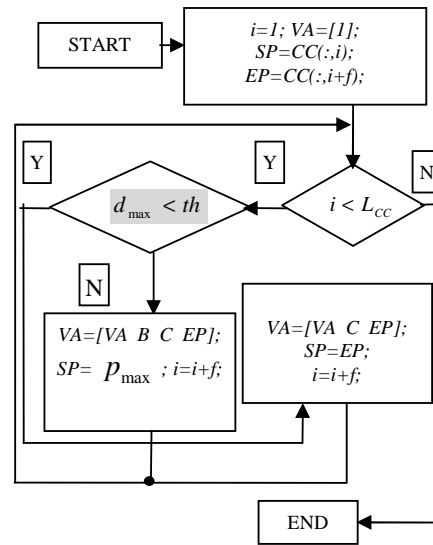 START
i=1; VA=[1];
SP=CC(:,i);
EP=CC(:,i+f);
Y
Y
N
d_max < th
i < L_CC
N
VA=[VA B C EP];
SP= p_max ; i=i+f;
VA=[VA C EP];
SP=EP;
i=i+f;
END